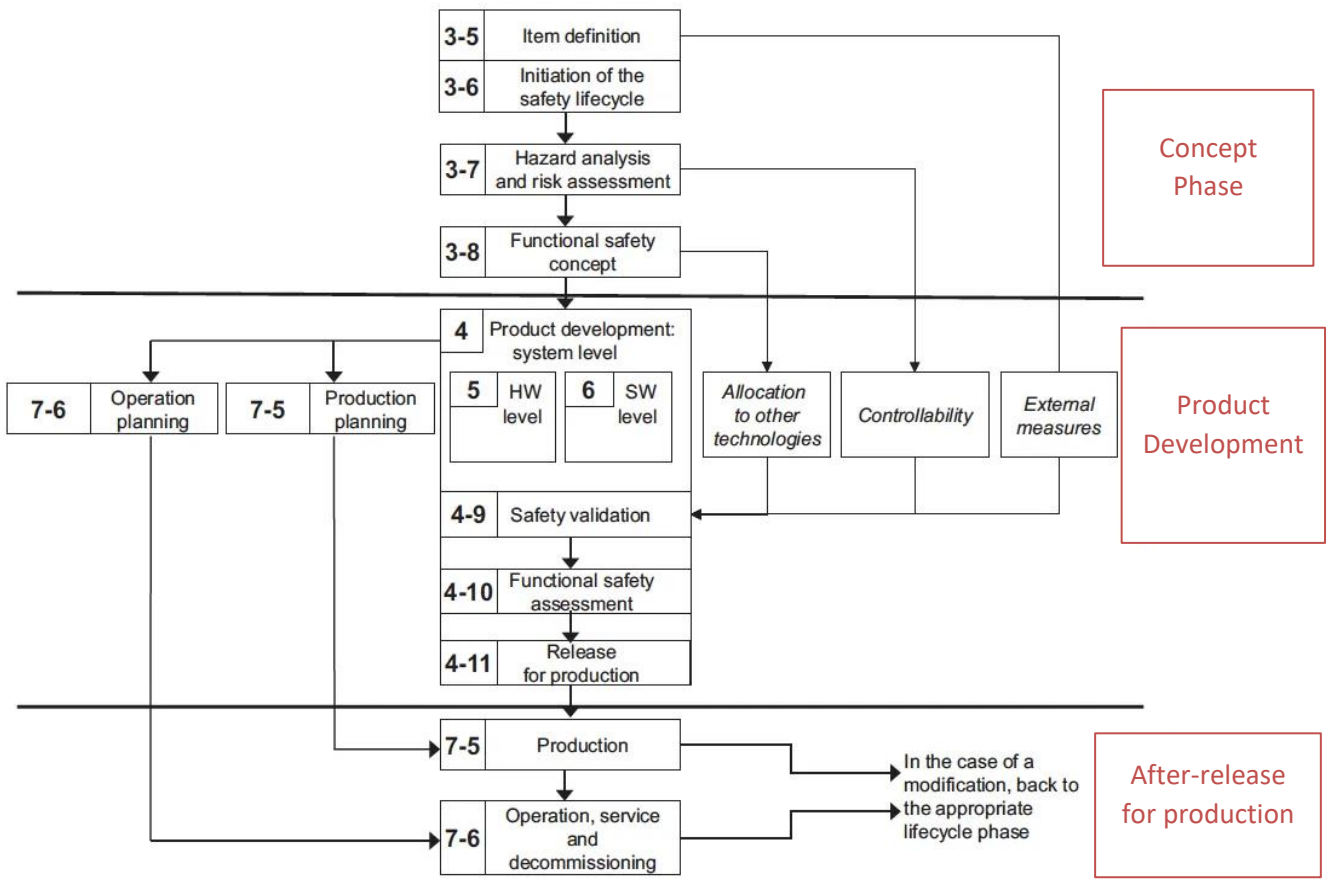 3-5 Item definition
3-6 Initiation of the
safety lifecycle
3-7 Hazard analysis
and risk assessment
3-8 Functional safety
concept
Concept
Phase
4 Product development:
system level
5 HW
level
6 SW
level
7-6 Operation
planning
7-5 Production
planning
Allocation
to other
technologies
Controllability
External
measures
Product
Development
4-9 Safety validation
4-10 Functional safety
assessment
4-11 Release
for production
7-5 Production
7-6 Operation, service
and
decommissioning
In the case of a
modification, back to
the appropriate
lifecycle phase
After-release
for production